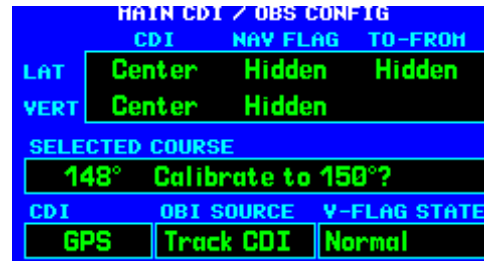 MAIN CDI / OBS CONFIG
CDI NAV FLAG TO-FROM
LAT Center Hidden Hidden
VERT Center Hidden
SELECTED COURSE
148° Calibrate to 150°?
CDI OBI SOURCE V-FLAG STATE
GPS Track CDI Normal